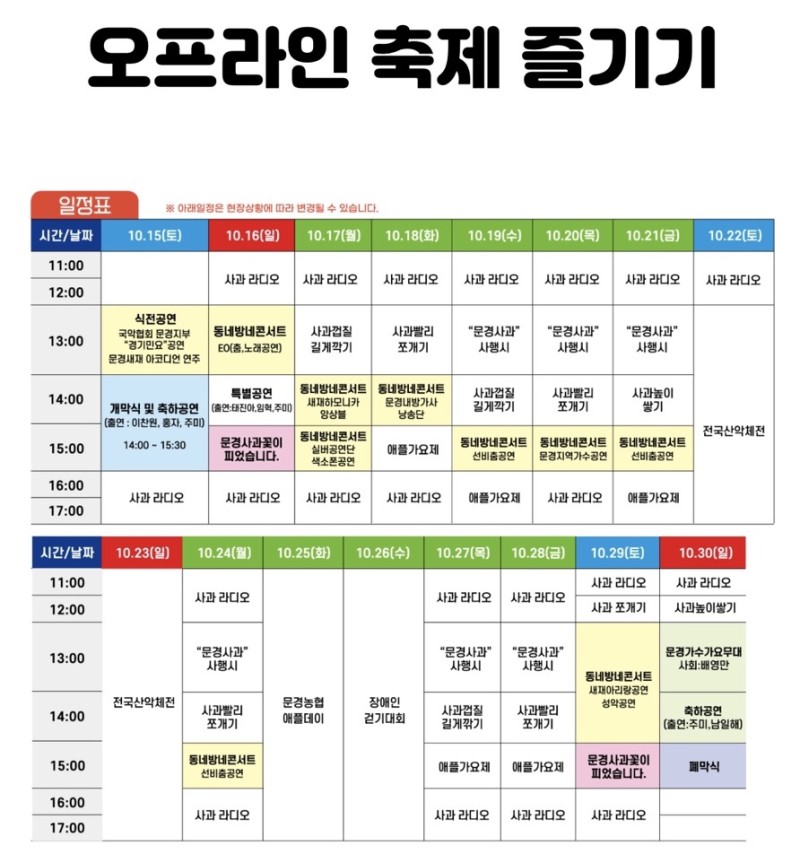 오프라인 축제 즐기기
일정표
※ 아래일정은 현장상황에 따라 변경될 수 있습니다.
시간/날짜 10.15(토) 10.16(일) 10.17(월) 10.18(화) 10.19(수) 10.20(목) 10.21(금) 10.22(토)
11:00
12:00
사과 라디오 사과 라디오 사과 라디오 사과 라디오 사과 라디오 사과 라디오 사과 라디오
13:00
식전공연
국악협회 문경지부
"경기민요"공연
문경새재 아코디언 연주
동네방네콘서트
EO(춤,노래공연)
사과껍질
길게깍기
사과빨리
쪼개기
"문경사과"
사행시
"문경사과"
사행시
"문경사과"
사행시
14:00
개막식 및 축하공연
(출연 : 이찬원, 홍자, 주미)
14:00 ~ 15:30
특별공연
(출연:태진아,임혁,주미)
동네방네콘서트
새재하모니카
앙상블
동네방네콘서트
문경내방가사
낭송단
사과껍질
길게깍기
사과빨리
쪼개기
사과높이
쌓기
전국산악체전
15:00
문경사과꽃이
피었습니다.
동네방네콘서트
실버공연단
색소폰공연
애플가요제
동네방네콘서트
선비춤공연
동네방네콘서트
문경지역가수공연
동네방네콘서트
선비춤공연
16:00
17:00
사과 라디오 사과 라디오 사과 라디오 사과 라디오 애플가요제 사과 라디오 애플가요제
시간/날짜 10.23(일) 10.24(월) 10.25(화) 10.26(수) 10.27(목) 10.28(금) 10.29(토) 10.30(일)
11:00
사과 라디오 사과 라디오 사과 라디오 사과 라디오 사과 라디오
12:00
사과 쪼개기 사과높이쌓기
13:00
"문경사과"
사행시
"문경사과"
사행시
"문경사과"
사행시
동네방네콘서트
새재아리랑공연
성악공연
문경가수가요무대
사회:배영만
14:00
전국산악체전
사과빨리
쪼개기
문경농협
애플데이
장애인
걷기대회
사과껍질
길게깎기
사과빨리
쪼개기
축하공연
(출연:주미,남일해)
15:00
동네방네콘서트
선비춤공연
애플가요제
애플가요제
문경사과꽃이
피었습니다.
폐막식
16:00
17:00
사과 라디오 사과 라디오 사과 라디오 사과 라디오